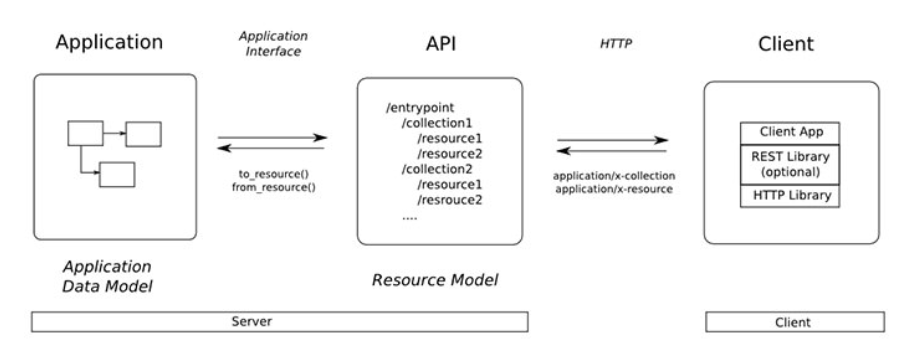 Application
Application
Interface
API
HTTP
Client
/entrypoint
/collection1
/resource1
/resource2
/collection2
/resource1
/resrouce2
....
to_resource()
from_resource()
application/x-collection
application/x-resource
Client App
REST Library
(optional)
HTTP Library
Application
Data Model
Resource Model
Server
Client